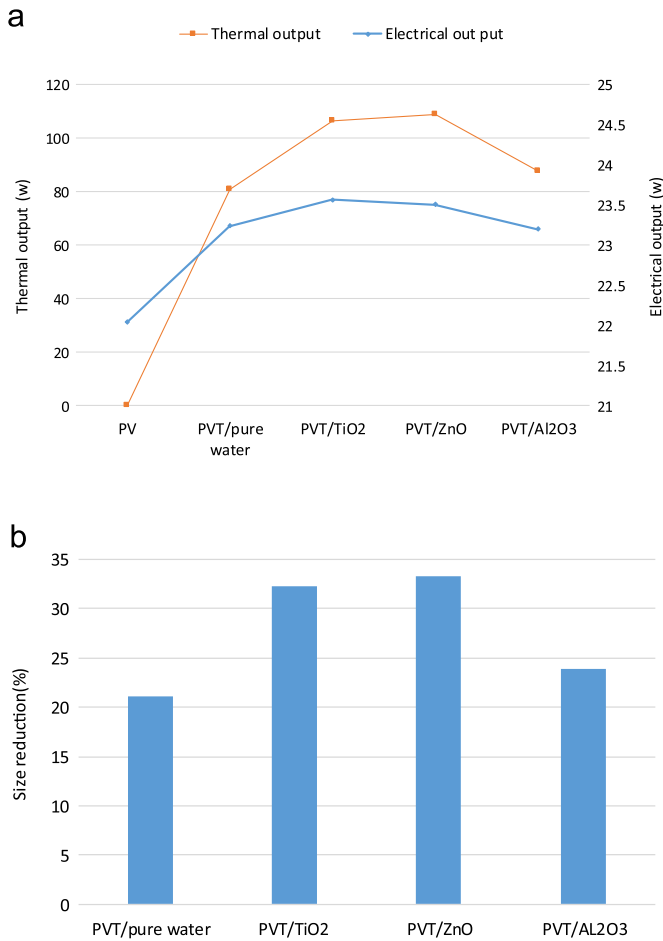 a
Thermal output
Electrical out put
120
100
80
60
40
20
0
Thermal output (w)
25
24.5
24
23.5
23
22.5
22
21.5
21
Electrical output (w)
PV
PVT/pure
water
PVT/TiO2
PVT/ZnO
PVT/Al2O3
b
35
30
25
20
15
10
5
0
Size reduction(%)
PVT/pure water
PVT/TiO2
PVT/ZnO
PVT/AL2O3